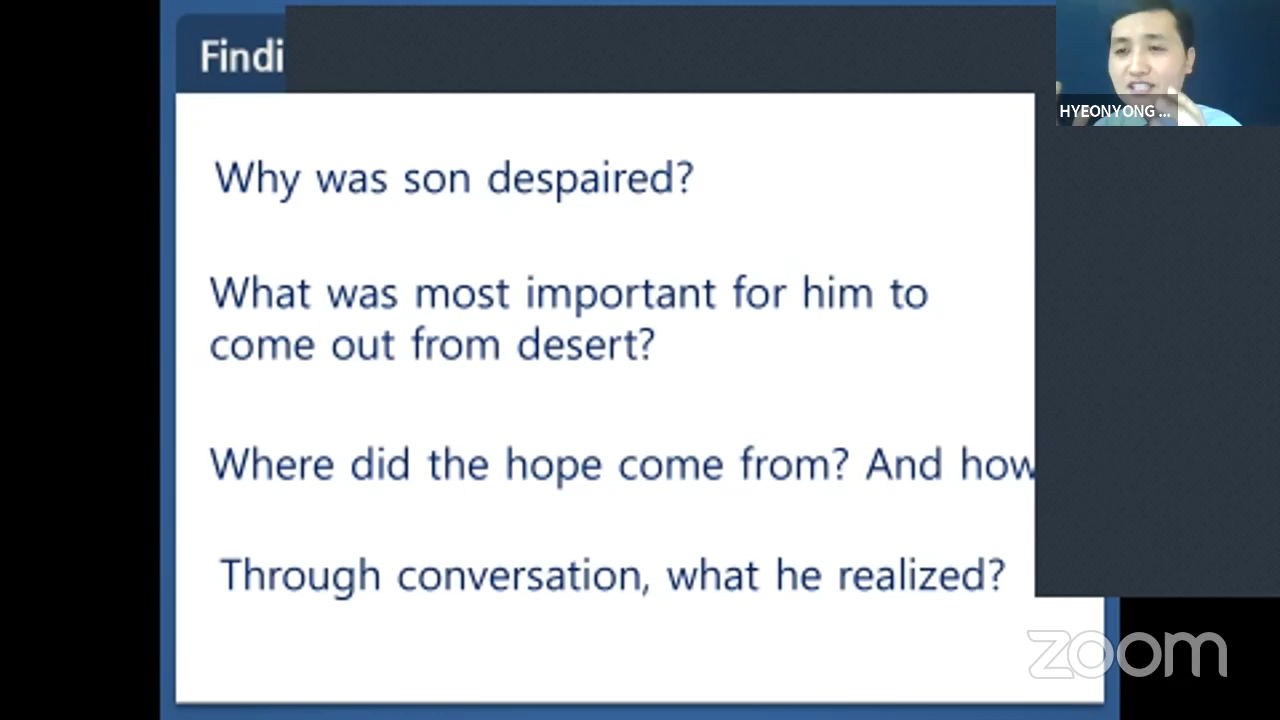 Findi
HYEONYONG ...
Why was son despaired?
What was most important for him to
come out from desert?
Where did the hope come from? And how
Through conversation, what he realized?
zoom